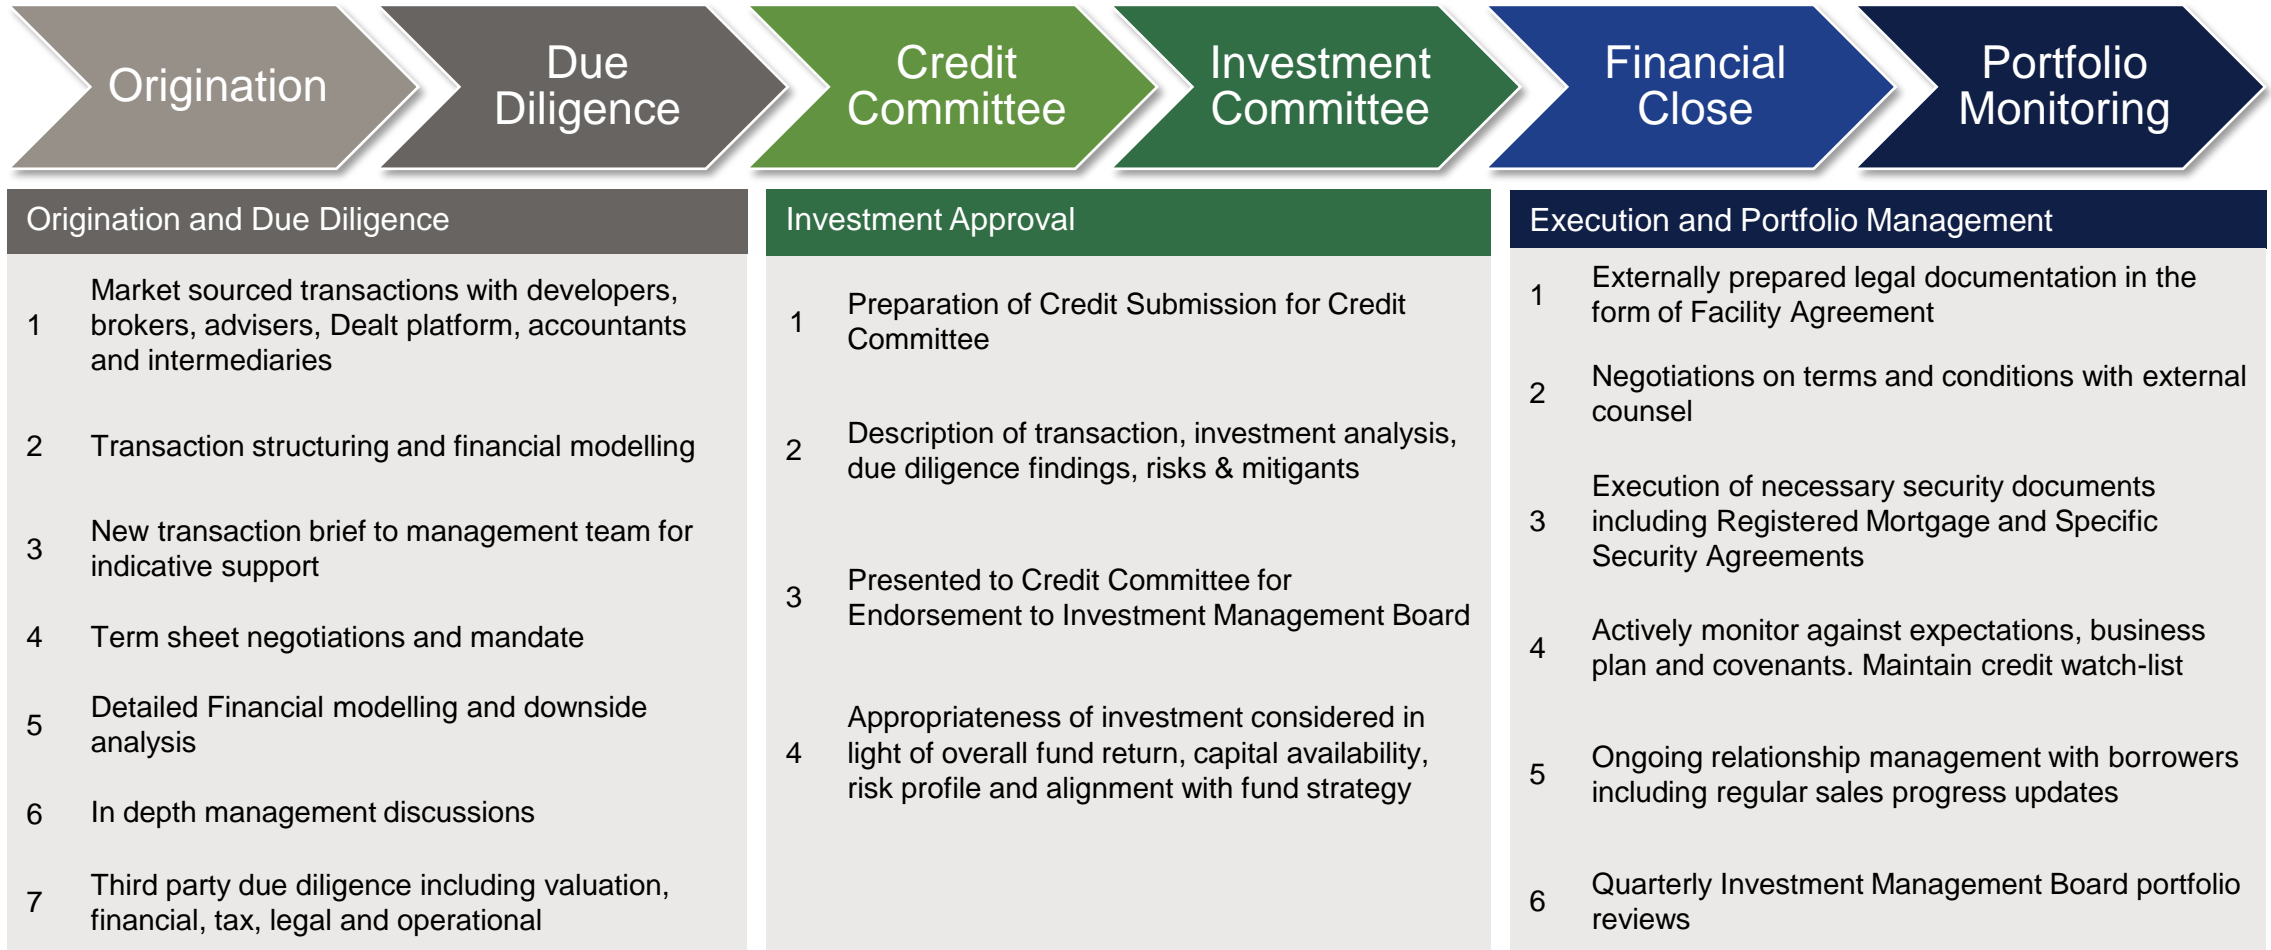 Origination
Due
Diligence
Credit
Committee
Investment
Committee
Financial
Close
Portfolio
Monitoring
Origination and Due Diligence
1
Market sourced transactions with developers,
brokers, advisers, Dealt platform, accountants
and intermediaries
2
Transaction structuring and financial modelling
3
New transaction brief to management team for
indicative support
4
Term sheet negotiations and mandate
5
Detailed Financial modelling and downside
analysis
6
In depth management discussions
7
Third party due diligence including valuation,
financial, tax, legal and operational
Investment Approval
1
Preparation of Credit Submission for Credit
Committee
2
Description of transaction, investment analysis,
due diligence findings, risks & mitigants
3
Presented to Credit Committee for
Endorsement to Investment Management Board
4
Appropriateness of investment considered in
light of overall fund return, capital availability,
risk profile and alignment with fund strategy
Execution and Portfolio Management
1
Externally prepared legal documentation in the
form of Facility Agreement
2
Negotiations on terms and conditions with external
counsel
3
Execution of necessary security documents
including Registered Mortgage and Specific
Security Agreements
4
Actively monitor against expectations, business
plan and covenants. Maintain credit watch-list
5
Ongoing relationship management with borrowers
including regular sales progress updates
6
Quarterly Investment Management Board portfolio
reviews